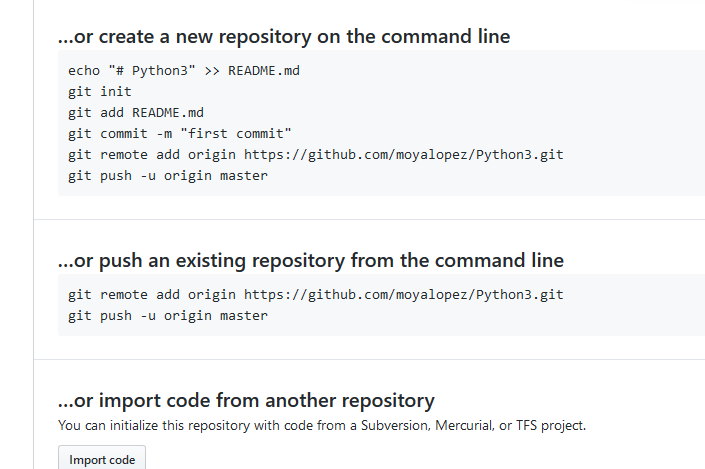 ...or create a new repository on the command line
echo "# Python3" >> README.md
git init
git add README.md
git commit -m "first commit"
git remote add origin https://github.com/moyalopez/Python3.git
git push -u origin master
...or push an existing repository from the command line
git remote add origin https://github.com/moyalopez/Python3.git
git push -u origin master
...or import code from another repository
You can initialize this repository with code from a Subversion, Mercurial, or TFS project.
Import code